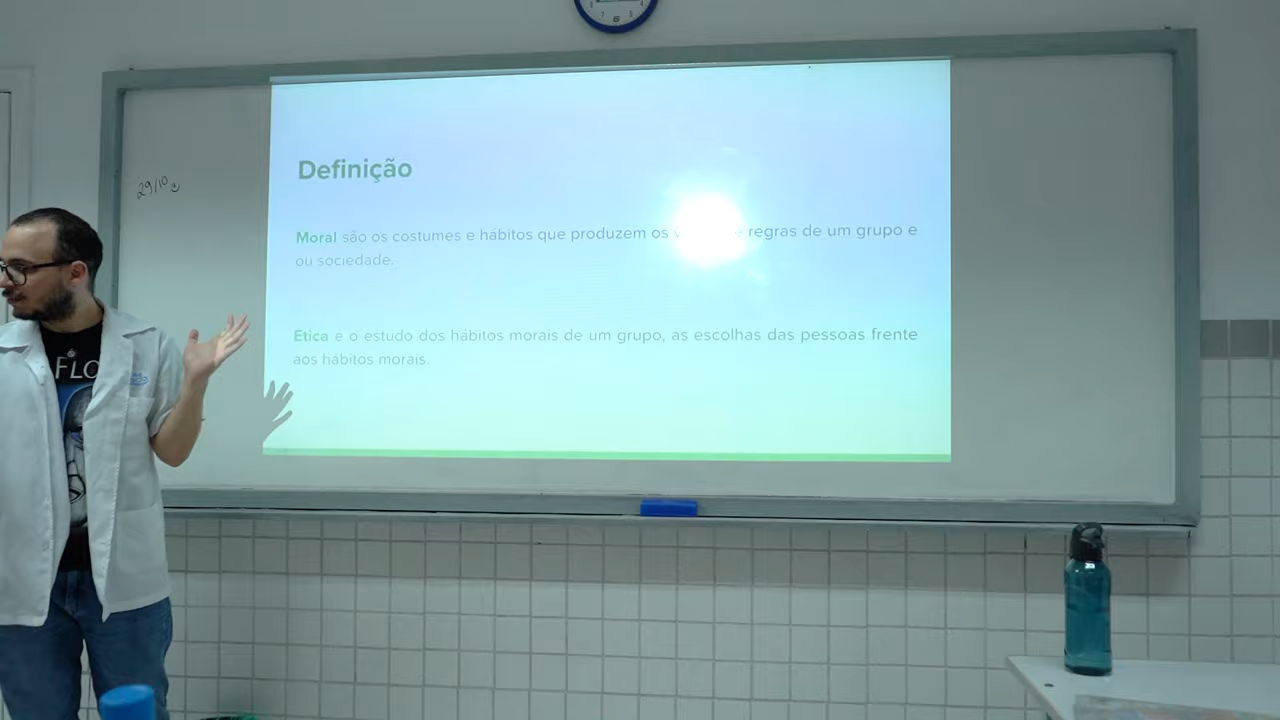 29/10
Definição
Moral são os costumes e hábitos que produzem os e regras de um grupo e
ou sociedade.
Etica e o estudo dos hábitos morais de um grupo, as escolhas das pessoas frente
aos hábitos morais.
FLO